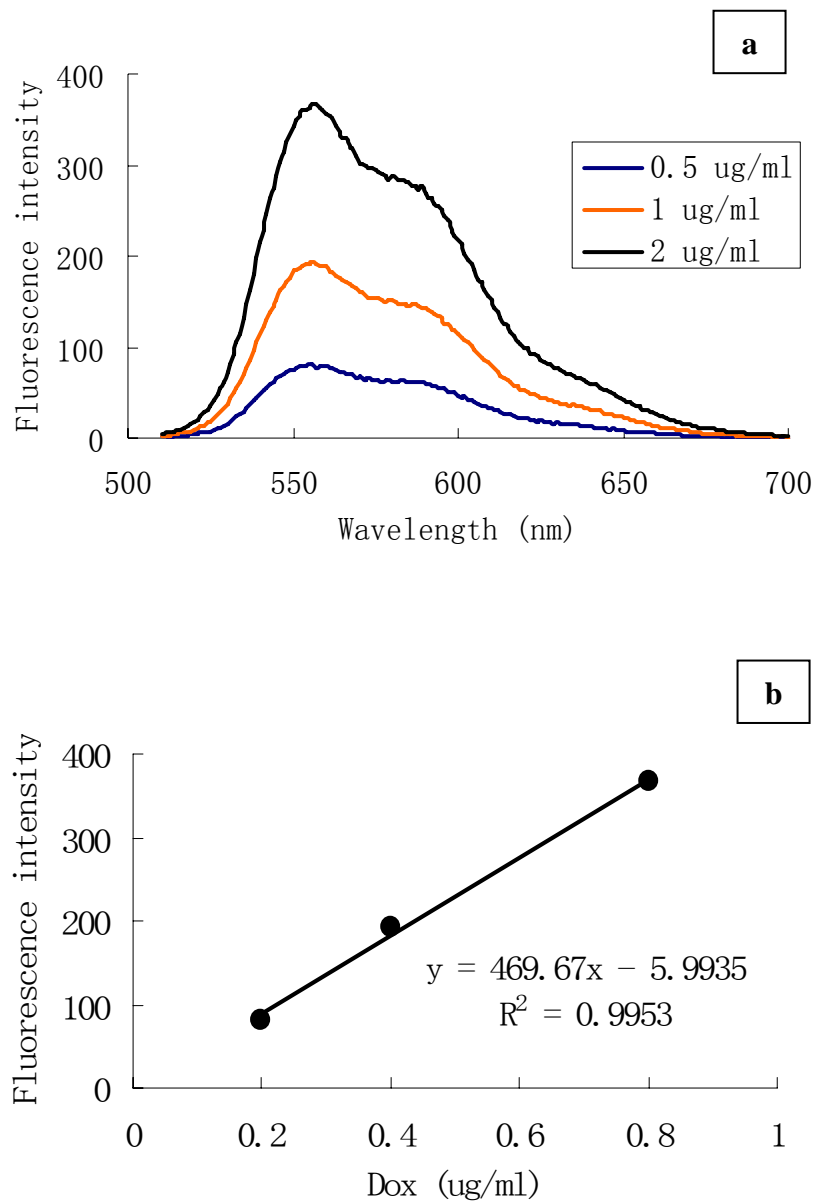 a
Fluorescence intensity
400
300
200
100
0
0.5 ug/ml
1 ug/ml
2 ug/ml
500 550 600 650 700
Wavelength (nm)
b
Fluorescence intensity
400
300
200
100
0
y = 469.67x - 5.9935
R² = 0.9953
0 0.2 0.4 0.6 0.8 1
Dox (ug/ml)